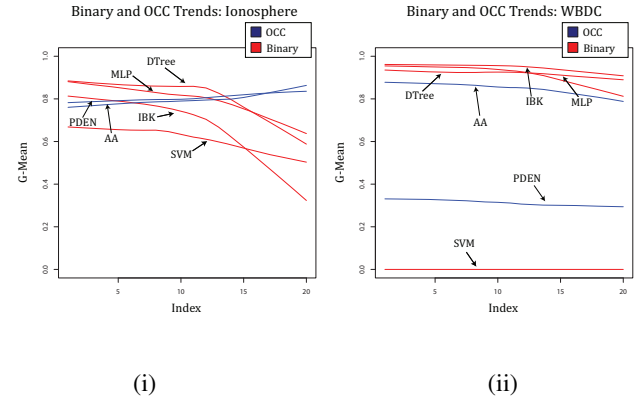 Binary and OCC Trends: Ionosphere
OCC
Binary
G-Mean
1.0
0.8
0.6
0.4
0.2
0.0
DTree
MLP
PDEN
AA
IBK
SVM
5
10
15
20
Index
(i)
Binary and OCC Trends: WBDC
OCC
Binary
G-Mean
1.0
0.8
0.6
0.4
0.2
0.0
DTree
AA
IBK
MLP
PDEN
SVM
5
10
15
20
Index
(ii)